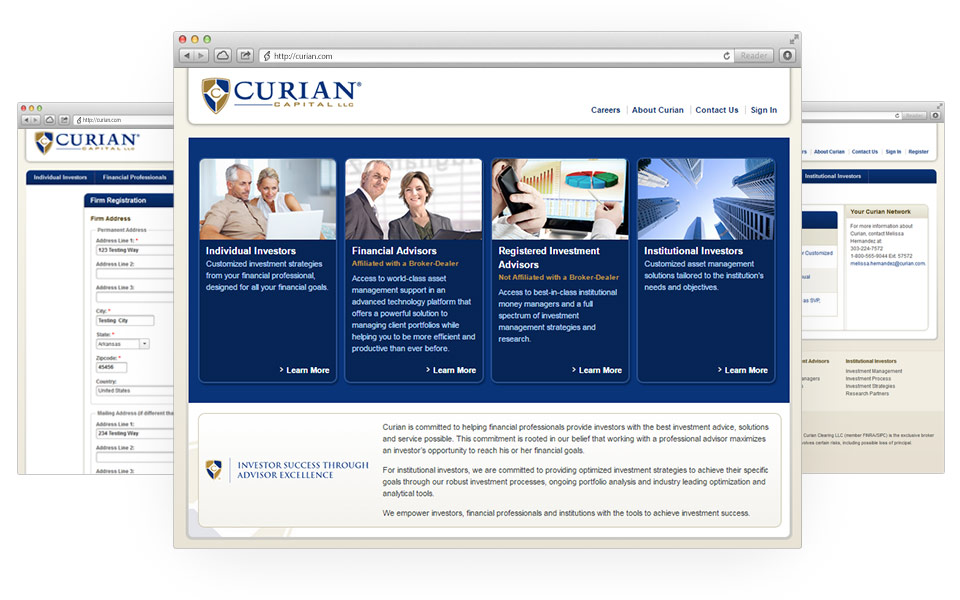 http://curian.com
Reader
CURIAN®
CAPITAL LLC
Careers
About Curian
Contact Us
Sign In
Individual Investors
Customized investment strategies
from your financial professional,
designed for all your financial goals.
> Learn More
Financial Advisors
Affiliated with a Broker-Dealer
Access to world-class asset
management support in an
advanced technology platform that
offers a powerful solution to
managing client portfolios while
helping you to be more efficient and
productive than ever before.
> Learn More
Registered Investment
Advisors
Not Affiliated with a Broker-Dealer
Access to best-in-class institutional
money managers and a full
spectrum of investment
management strategies and
research.
> Learn More
Institutional Investors
Customized asset management
solutions tailored to the institution's
needs and objectives.
> Learn More
INVESTOR SUCCESS THROUGH
ADVISOR EXCELLENCE
Curian is committed to helping financial professionals provide investors with the best investment advice, solutions
and service possible. This commitment is rooted in our belief that working with a professional advisor maximizes
an investor's opportunity to reach his or her financial goals.
For institutional investors, we are committed to providing optimized investment strategies to achieve their specific
goals through our robust investment processes, ongoing portfolio analysis and industry leading optimization and
analytical tools.
We empower investors, financial professionals and institutions with the tools to achieve investment success.
http://curian.com
CURIAN®
CAPITAL LLC
Individual Investors
Financial Professionals
Firm Registration
Firm Address
Permanent Address
Address Line 1: *
123 Testing Way
Address Line 2:
Address Line 3:
City: *
Testing City
State: *
Arkansas
Zipcode: *
45456
Country:
United States
Mailing Address (if different tha
Address Line 1:
234 Testing Way
Address Line 2:
Address Line 3:
Reader
About Curian
Contact Us
Sign In
Register
Institutional Investors
Your Curian Network
For more information about
Curian, contact Melissa
Hernandez at:
303-224-7572
1-800-565-9044 Ext. 57572
melissa.hernandez@curian.com.
Customized
as SVP,
Advisors
Institutional Investors
Investment Management
Investment Process
Investment Strategies
Research Partners
Curian Clearing LLC (member FINRA/SIPC) is the exclusive broker
certain risks, including possible loss of principal.